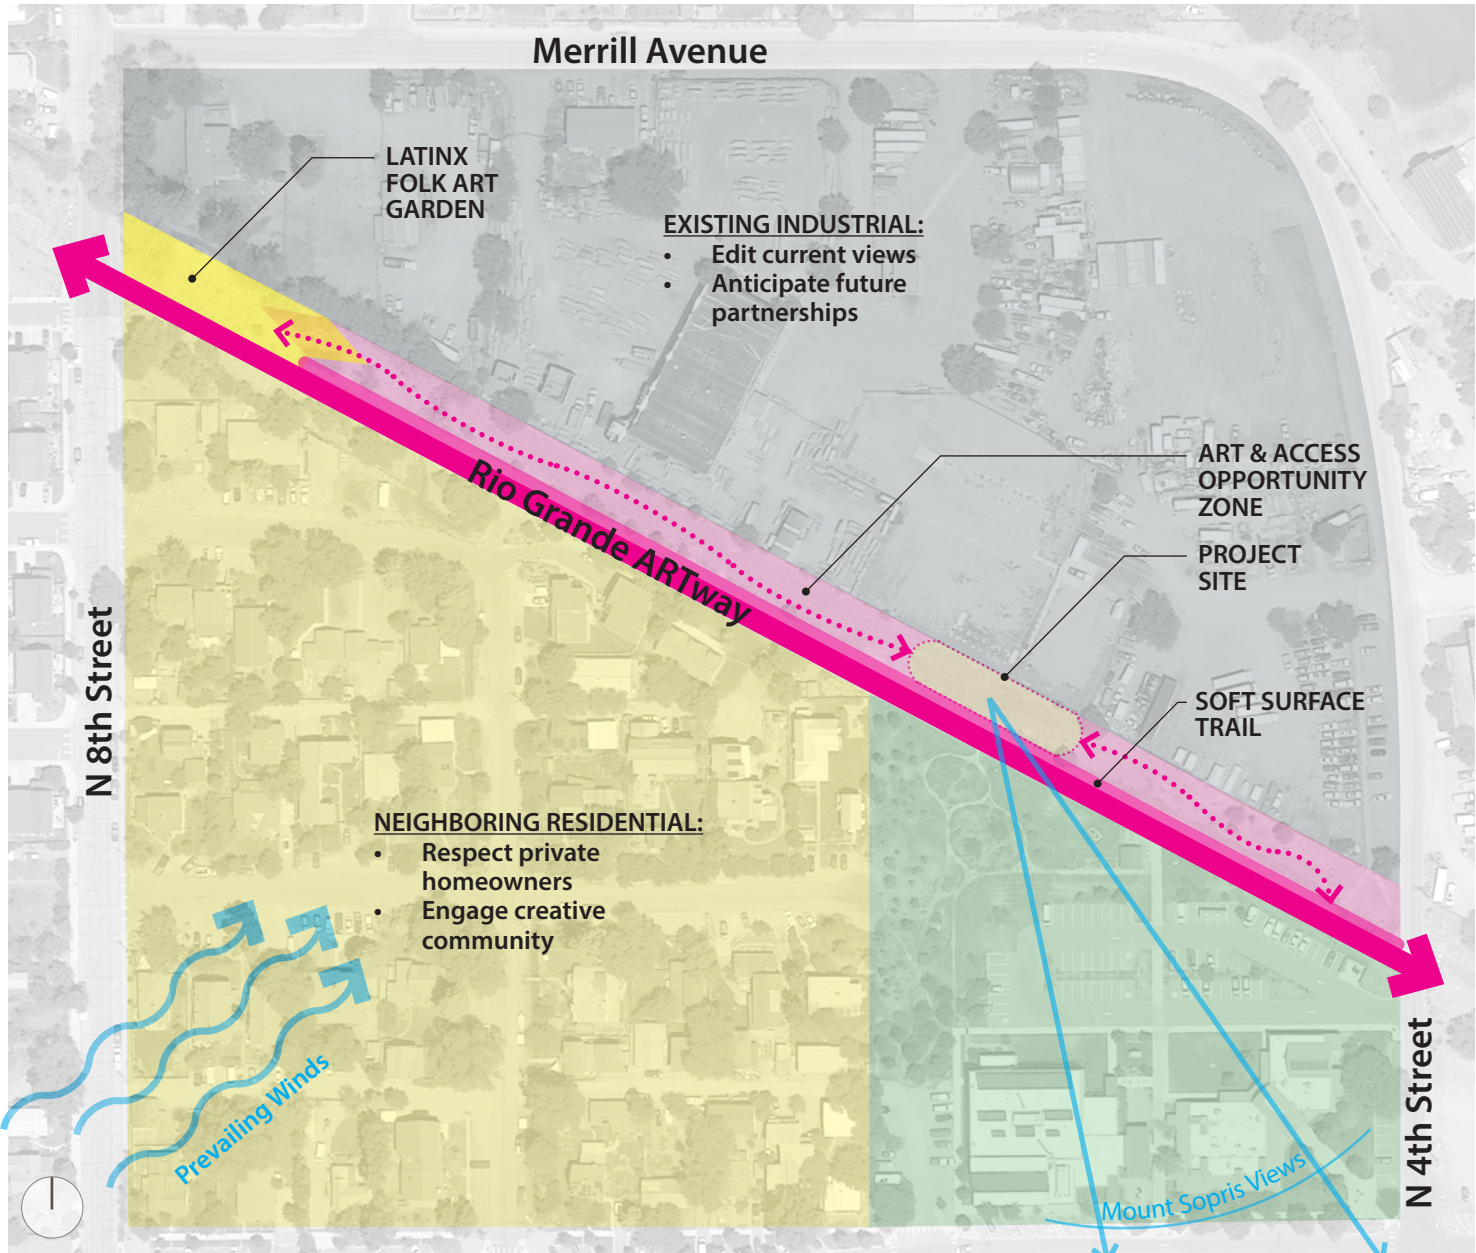 Merrill Avenue
LATINX
FOLK ART
GARDEN
EXISTING INDUSTRIAL:
• Edit current views
• Anticipate future
partnerships
ART & ACCESS
OPPORTUNITY
ZONE
PROJECT
SITE
Rio Grande ARTway
SOFT SURFACE
TRAIL
N 8th Street
NEIGHBORING RESIDENTIAL:
• Respect private
homeowners
• Engage creative
community
Prevailing Winds
Mount Sopris Views
N 4th Street